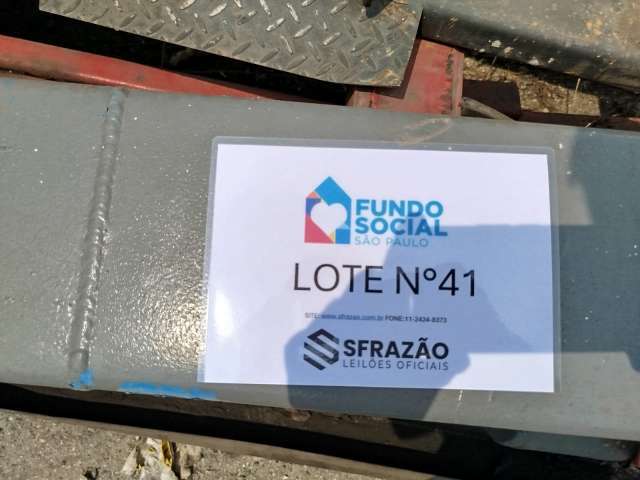 FUNDO
SOCIAL
SÃO PAULO
LOTE Nº41
SITE: www.sfrazao.com.br FONE:11-2424-8373
SFRAZÃO
LEILÕES OFICIAIS